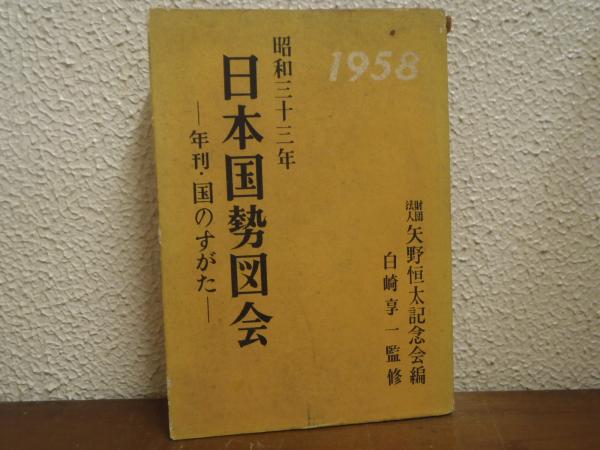 1958
昭和三十三年
日本国勢図会
―年刊・国のすがた―
財団法人 矢野恒太記念会編
白崎享一監修